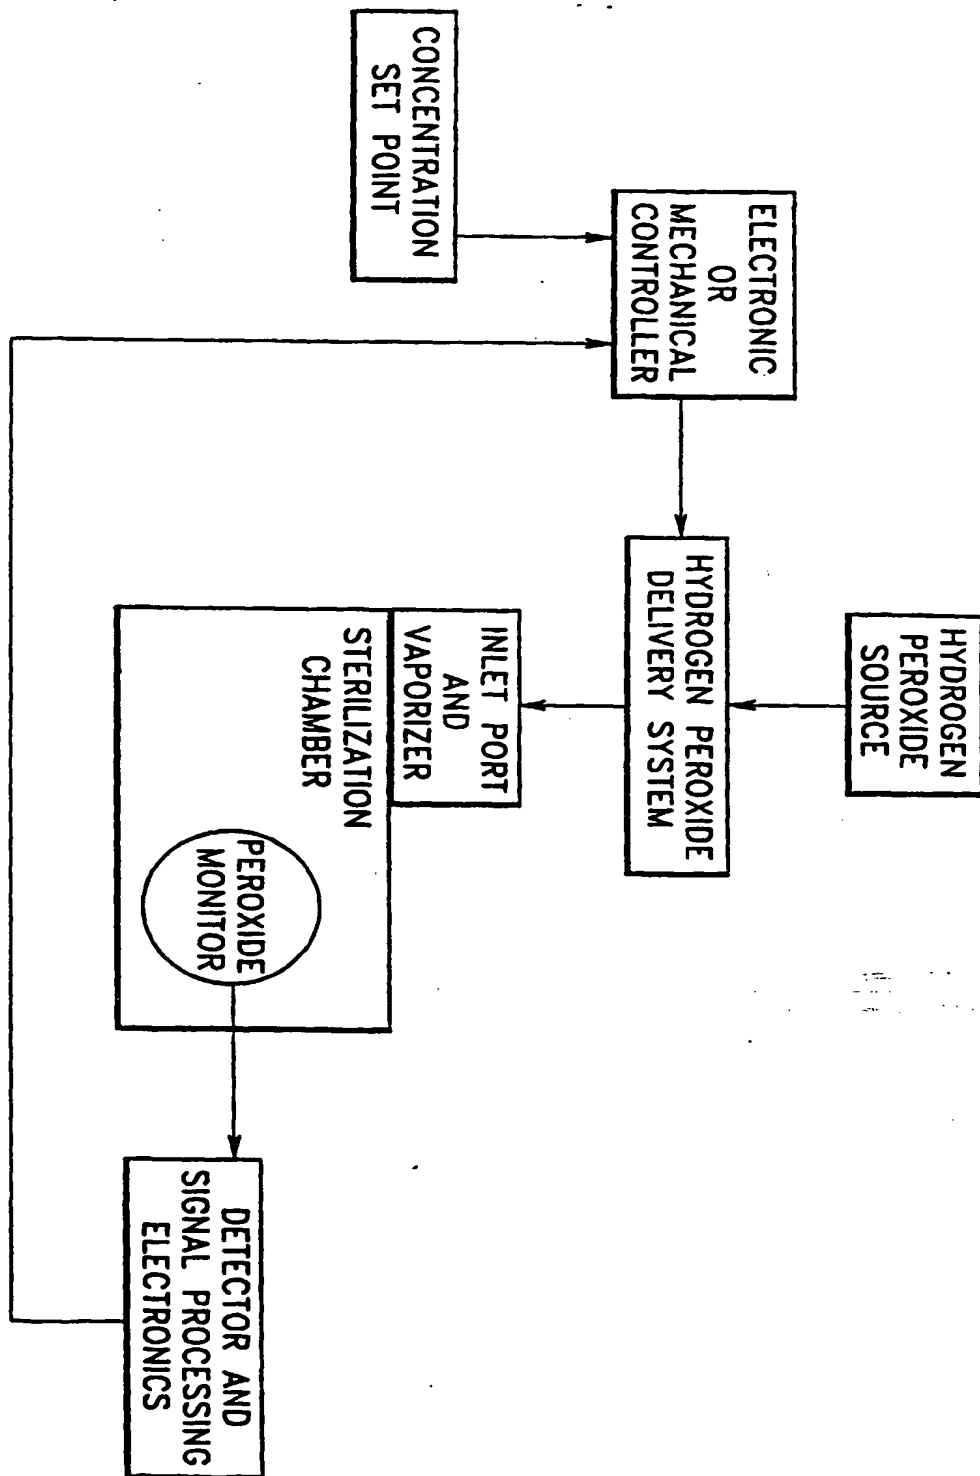 HYDROGEN
PEROXIDE
SOURCE
ELECTRONIC
OR
MECHANICAL
CONTROLLER
HYDROGEN PEROXIDE
DELIVERY SYSTEM
CONCENTRATION
SET POINT
INLET PORT
AND
VAPORIZER
STERILIZATION
CHAMBER
PEROXIDE
MONITOR
DETECTOR AND
SIGNAL PROCESSING
ELECTRONICS